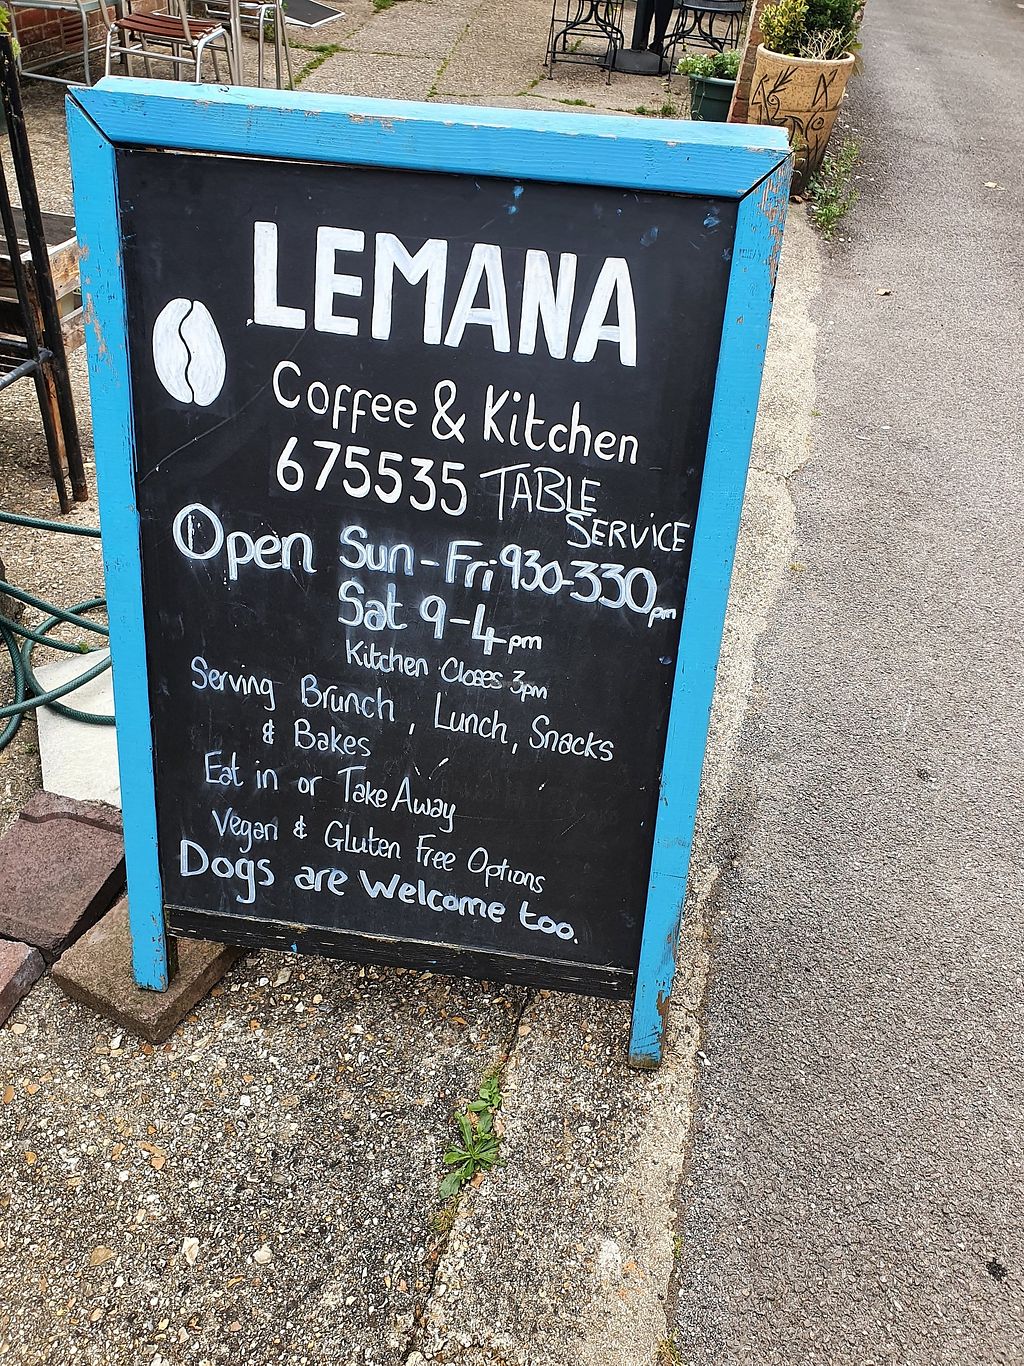 LEMANA
Coffee & Kitchen
675535 TABLE
SERVICE
Open Sun - Fri 930-330pm
Sat 9-4pm
Kitchen Closes 3pm
Serving Brunch, Lunch, Snacks
& Bakes
Eat in or Take Away
Vegan & Gluten Free Options
Dogs are Welcome too.